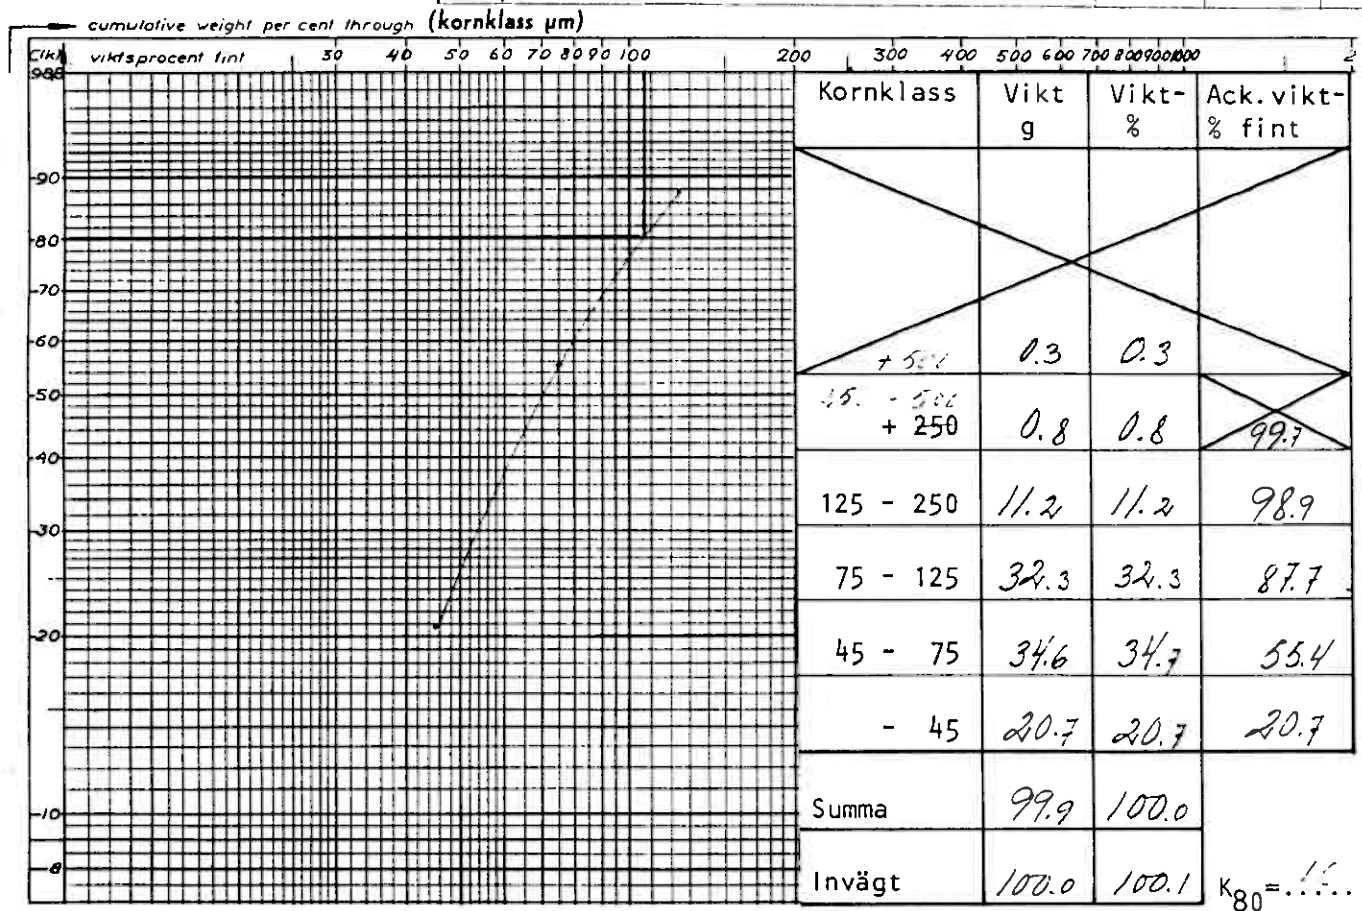 cumulative weight per cent through (kornklass µm)
C(k) viktsprocent fint 30 40 50 60 70 80 90 100 200 300 400 500 600 700 800 900 1000 2
988
90
80
70
60
50
40
30
20
10
8
Kornklass Vikt g Vikt-% Ack. vikt-% fint
0.3 0.3
+ 250 0.8 0.8 99.7
125 - 250 11.2 11.2 98.9
75 - 125 32.3 32.3 87.7
45 - 75 34.6 34.7 55.4
- 45 20.7 20.7 20.7
Summa 99.9 100.0
Invägt 100.0 100.1
K80=